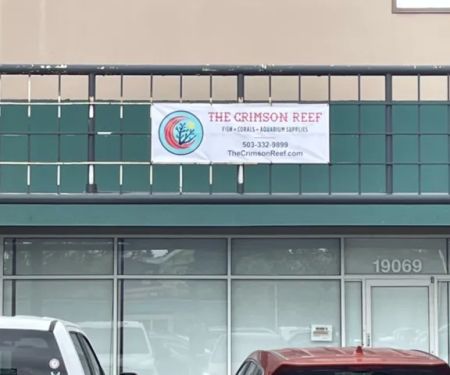 THE CRIMSON REEF
FISH • CORALS • AQUARIUM SUPPLIES
503-332-9899
TheCrimsonReef.com
19069